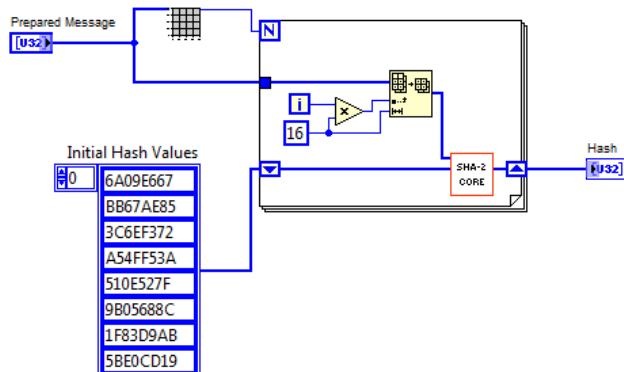 Prepared Message
[U32]
N
i
x
16
SHA-2
CORE
Hash
[U32]
Initial Hash Values
0
6A09E667
BB67AE85
3C6EF372
A54FF53A
510E527F
9B05688C
1F83D9AB
5BE0CD19